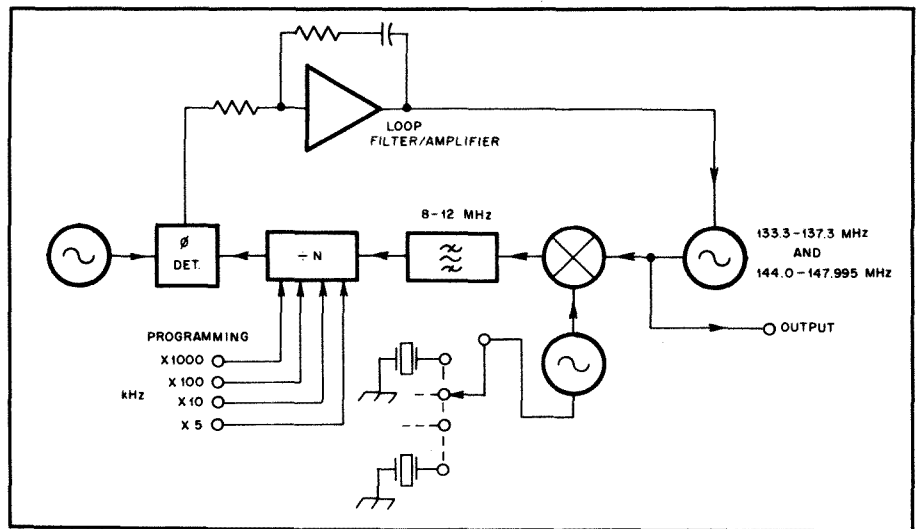 LOOP
FILTER/AMPLIFIER
8-12 MHz
133.3-137.3 MHz
AND
144.0-147.995 MHz
Ø
DET.
÷ N
OUTPUT
PROGRAMMING
kHz
X1000
X100
X10
X5